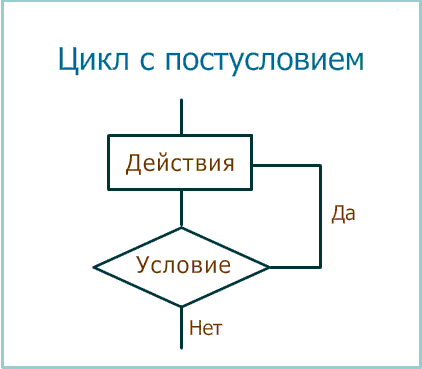 Цикл с постусловием
Действия
Да
Условие
Нет